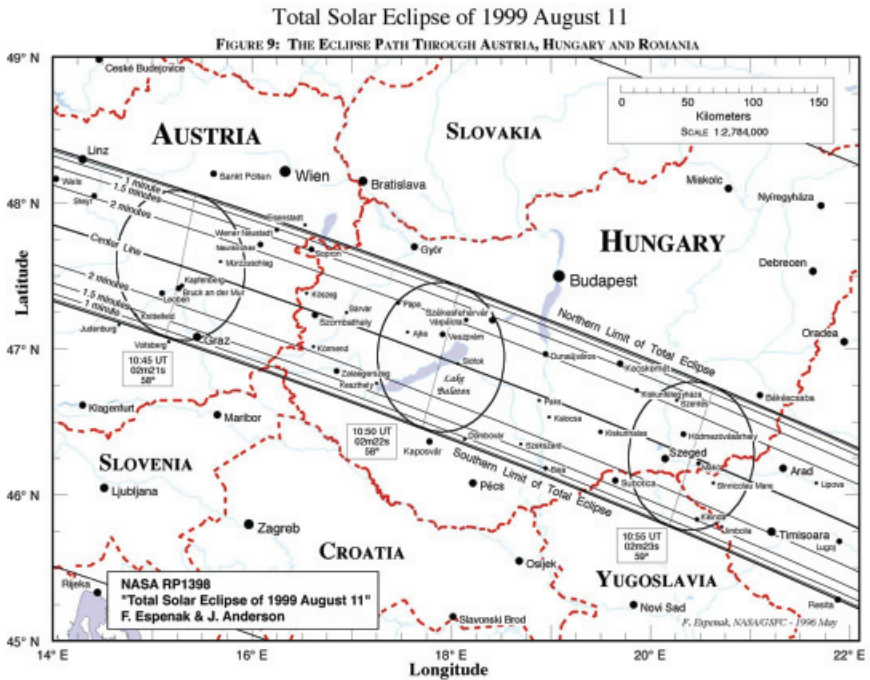 Total Solar Eclipse of 1999 August 11
FIGURE 9: THE ECLIPSE PATH THROUGH AUSTRIA, HUNGARY AND ROMANIA
49° N
České Budejovice
0 50 100 150
Kilometers
SCALE 1:2,784,000
AUSTRIA
SLOVAKIA
Linz
1 minute
1.5 minutes
2 minutes
Wels
Steyr
Sankt Pölten
Wien
Bratislava
Miskolc
Nyíregyháza
48° N
Eisenstadt
Wiener Neustadt
Neunkirchen
Sopron
Mürzzuschlag
Győr
HUNGARY
Center Line
Budapest
Debrecen
Kapfenberg
Bruck an der Mur
Leoben
2 minutes
1.5 minutes
1 minute
Knittelfeld
Judenburg
Voitsberg
Graz
Kőszeg
Sárvár
Szombathely
Körmend
Zalaegerszeg
Keszthely
Pápa
Székesfehérvár
Várpalota
Ajka
Veszprém
Siófok
Lake
Balaton
Dunaújváros
Northern Limit of Total Eclipse
Kecskemét
Oradea
Latitude
47° N
10:45 UT
02m21s
58°
Kiskunfélegyháza
Szentes
Békéscsaba
Klagenfurt
Maribor
10:50 UT
02m22s
58°
Kaposvár
Dombóvár
Paks
Kalocsa
Szekszárd
Baja
Kiskunhalas
Hódmezővásárhely
Szeged
Makó
Southern Limit of Total Eclipse
SLOVENIA
Ljubljana
Pécs
Subotica
Sînnicolau Mare
Arad
Lipova
46° N
Zagreb
Kikinda
Jimbolia
Timisoara
Lugoj
10:55 UT
02m23s
59°
CROATIA
Osijek
YUGOSLAVIA
Rijeka
NASA RP1398
"Total Solar Eclipse of 1999 August 11"
F. Espenak & J. Anderson
Slavonski Brod
Novi Sad
Resita
F. Espenak, NASA/GSFC - 1996 May
45° N
14° E 16° E 18° E 20° E 22° E
Longitude